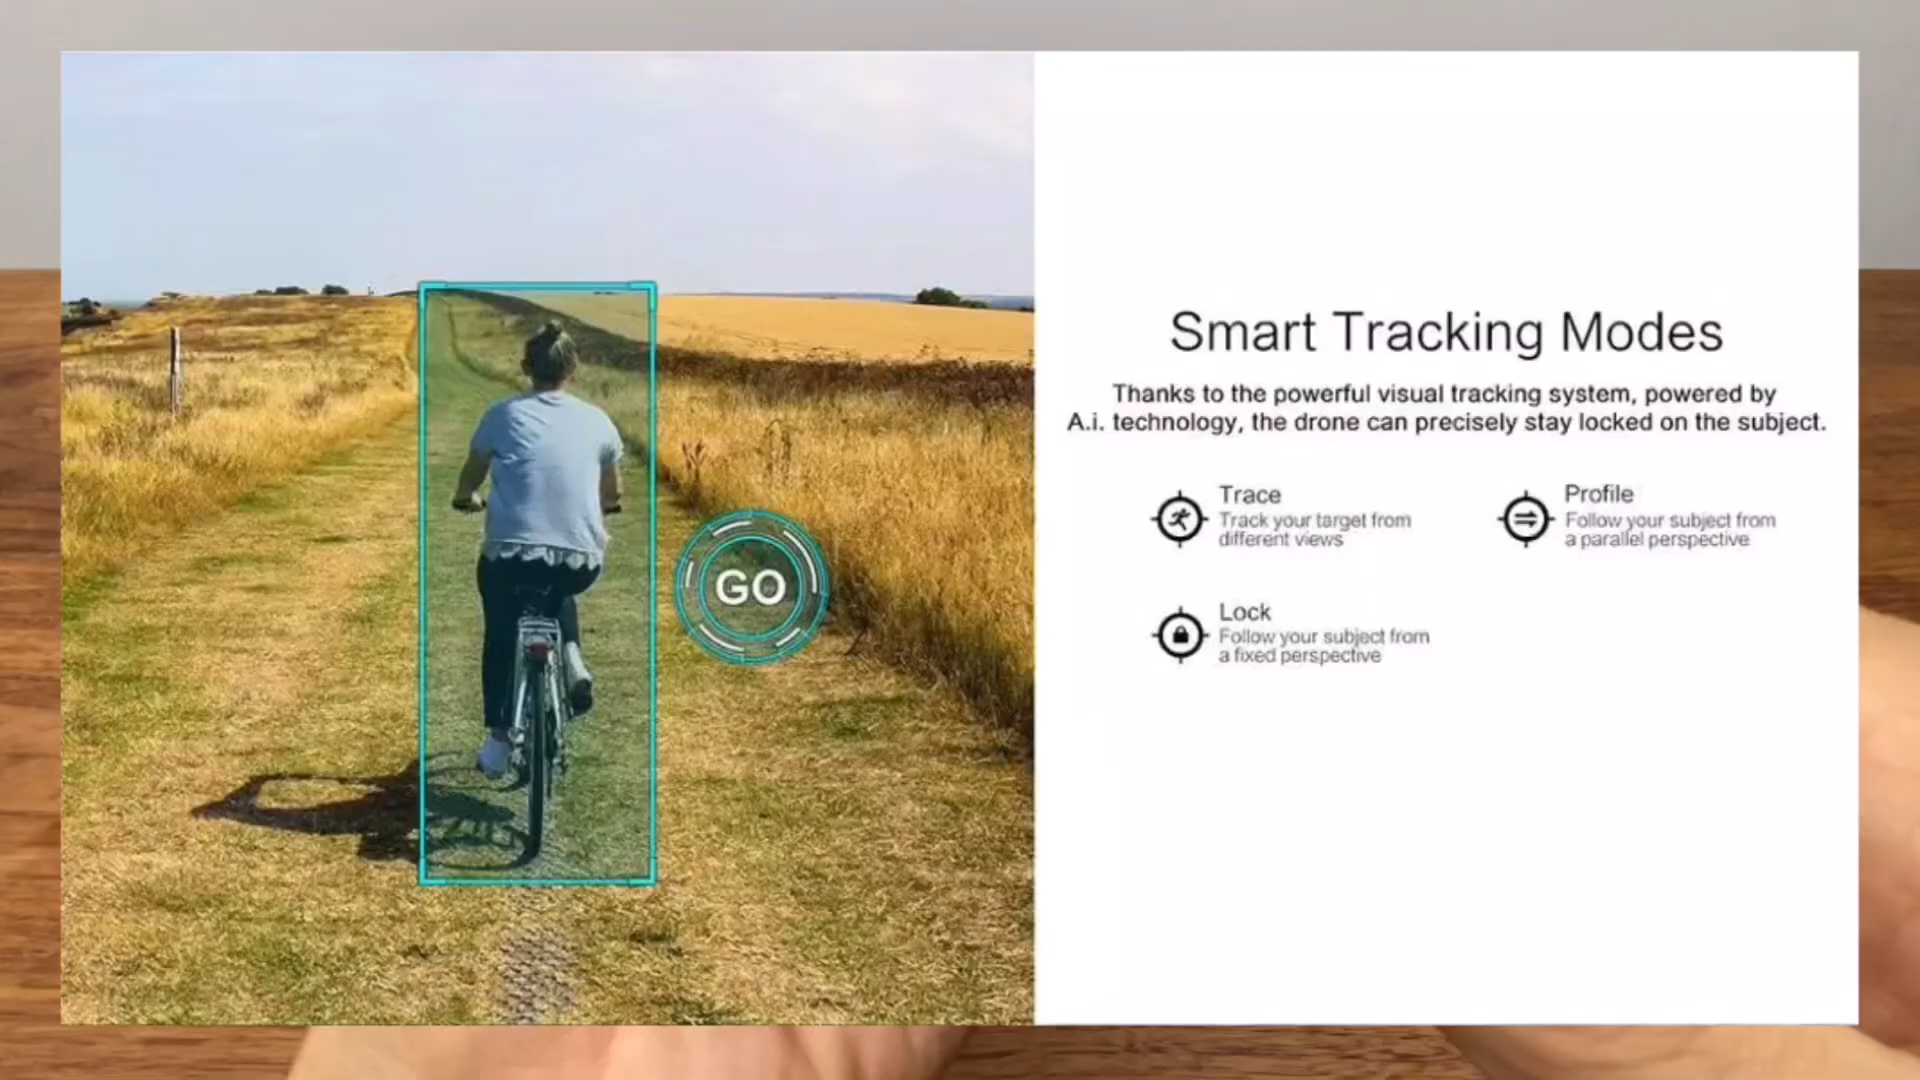 GO
Smart Tracking Modes
Thanks to the powerful visual tracking system, powered by
A.i. technology, the drone can precisely stay locked on the subject.
Trace
Track your target from
different views
Profile
Follow your subject from
a parallel perspective
Lock
Follow your subject from
a fixed perspective